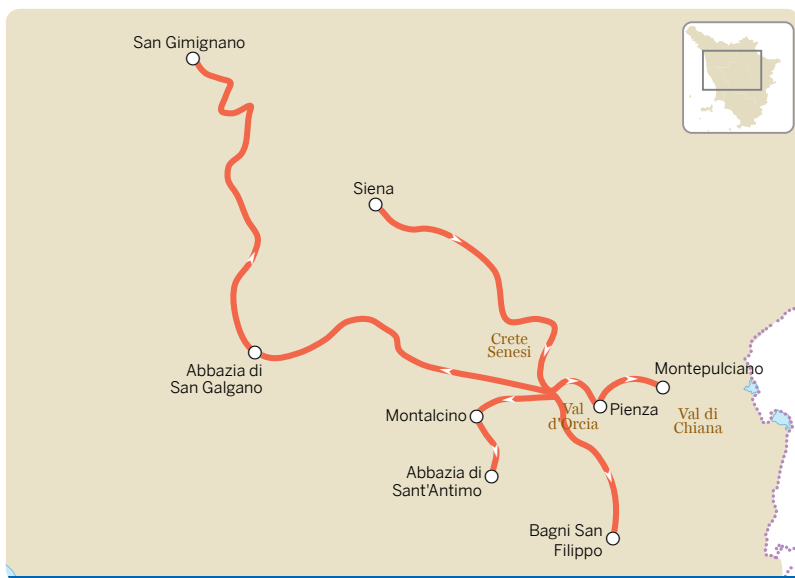 San Gimignano
Siena
Crete
Senesi
Abbazia di
San Galgano
Montepulciano
Montalcino
Val
d'Orcia
Pienza
Val di
Chiana
Abbazia di
Sant'Antimo
Bagni San
Filippo